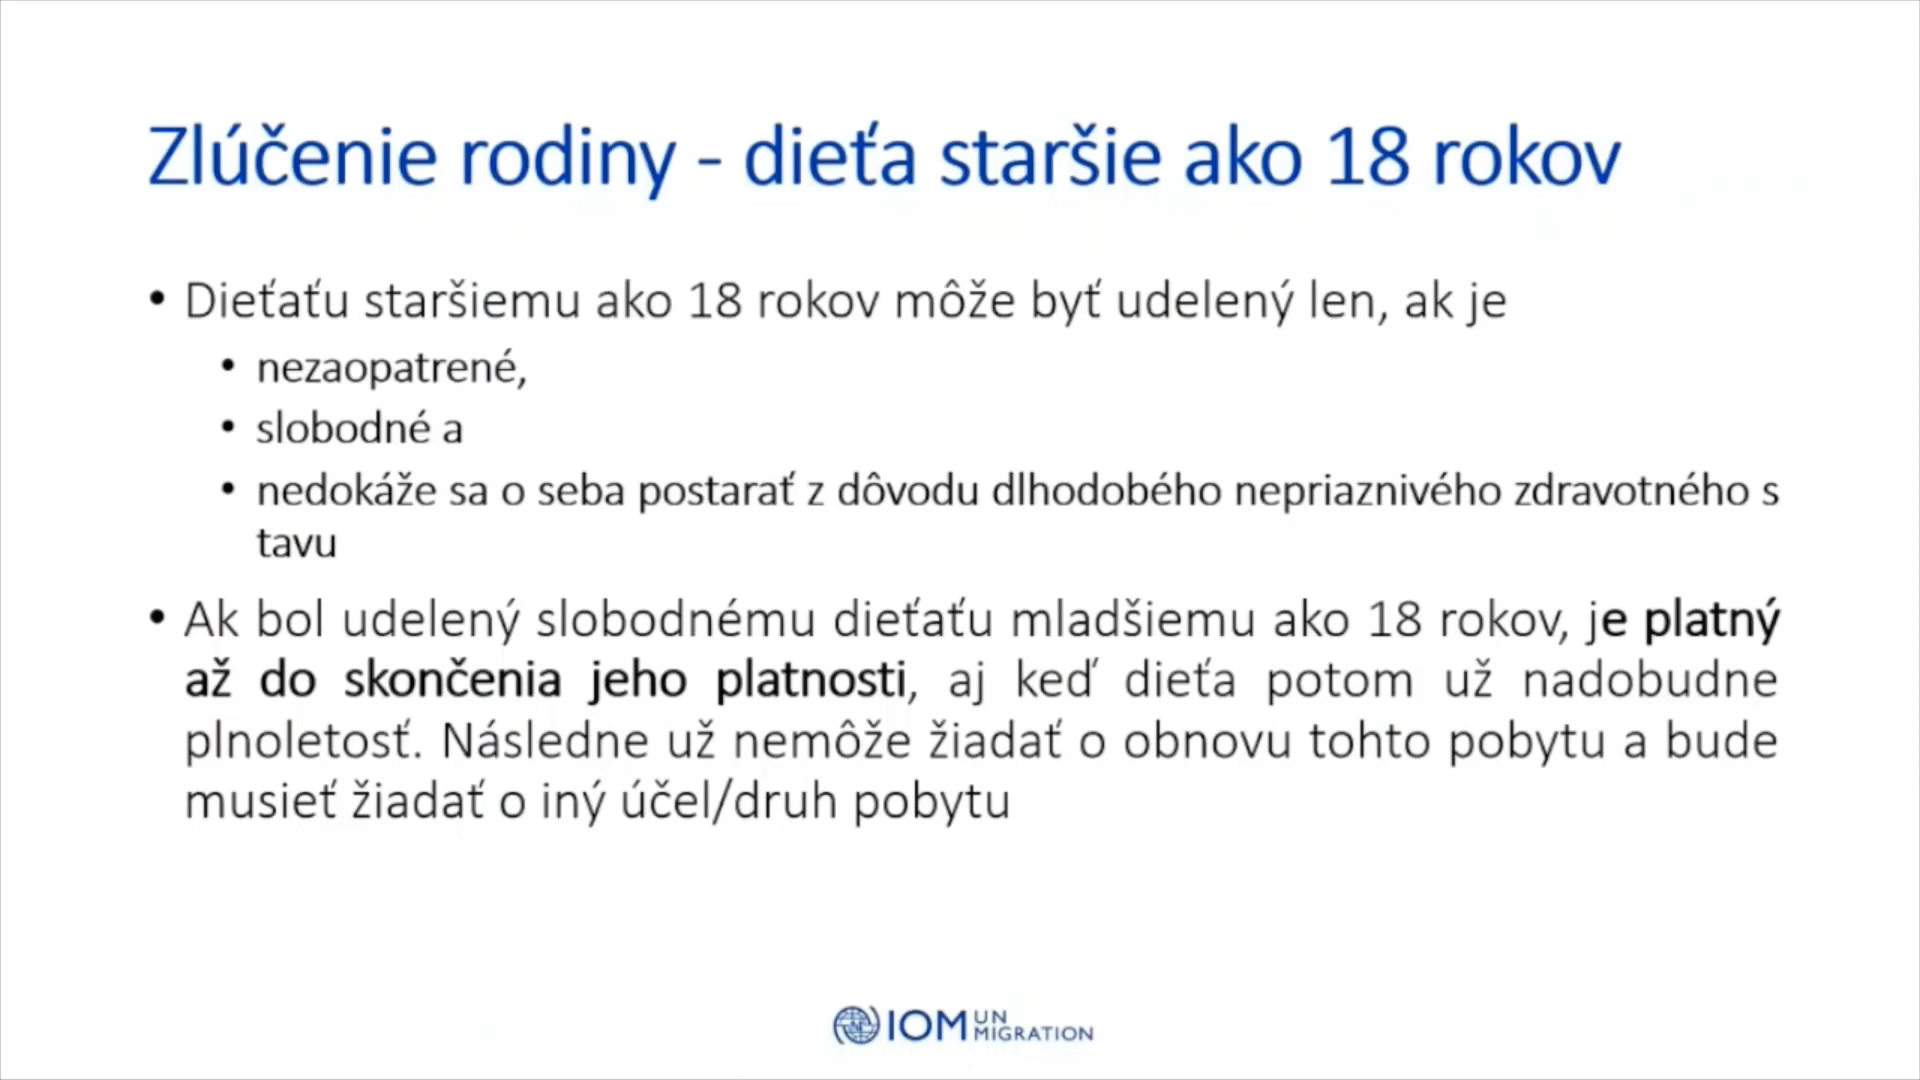 Zlúčenie rodiny - dieťa staršie ako 18 rokov
• Dieťaťu staršiemu ako 18 rokov môže byť udelený len, ak je
• nezaopatrené,
• slobodné a
• nedokáže sa o seba postarať z dôvodu dlhodobého nepriaznivého zdravotného s
tavu
• Ak bol udelený slobodnému dieťaťu mladšiemu ako 18 rokov, je platný
až do skončenia jeho platnosti, aj keď dieťa potom už nadobudne
plnoletosť. Následne už nemôže žiadať o obnovu tohto pobytu a bude
musieť žiadať o iný účel/druh pobytu
IOM UN
MIGRATION